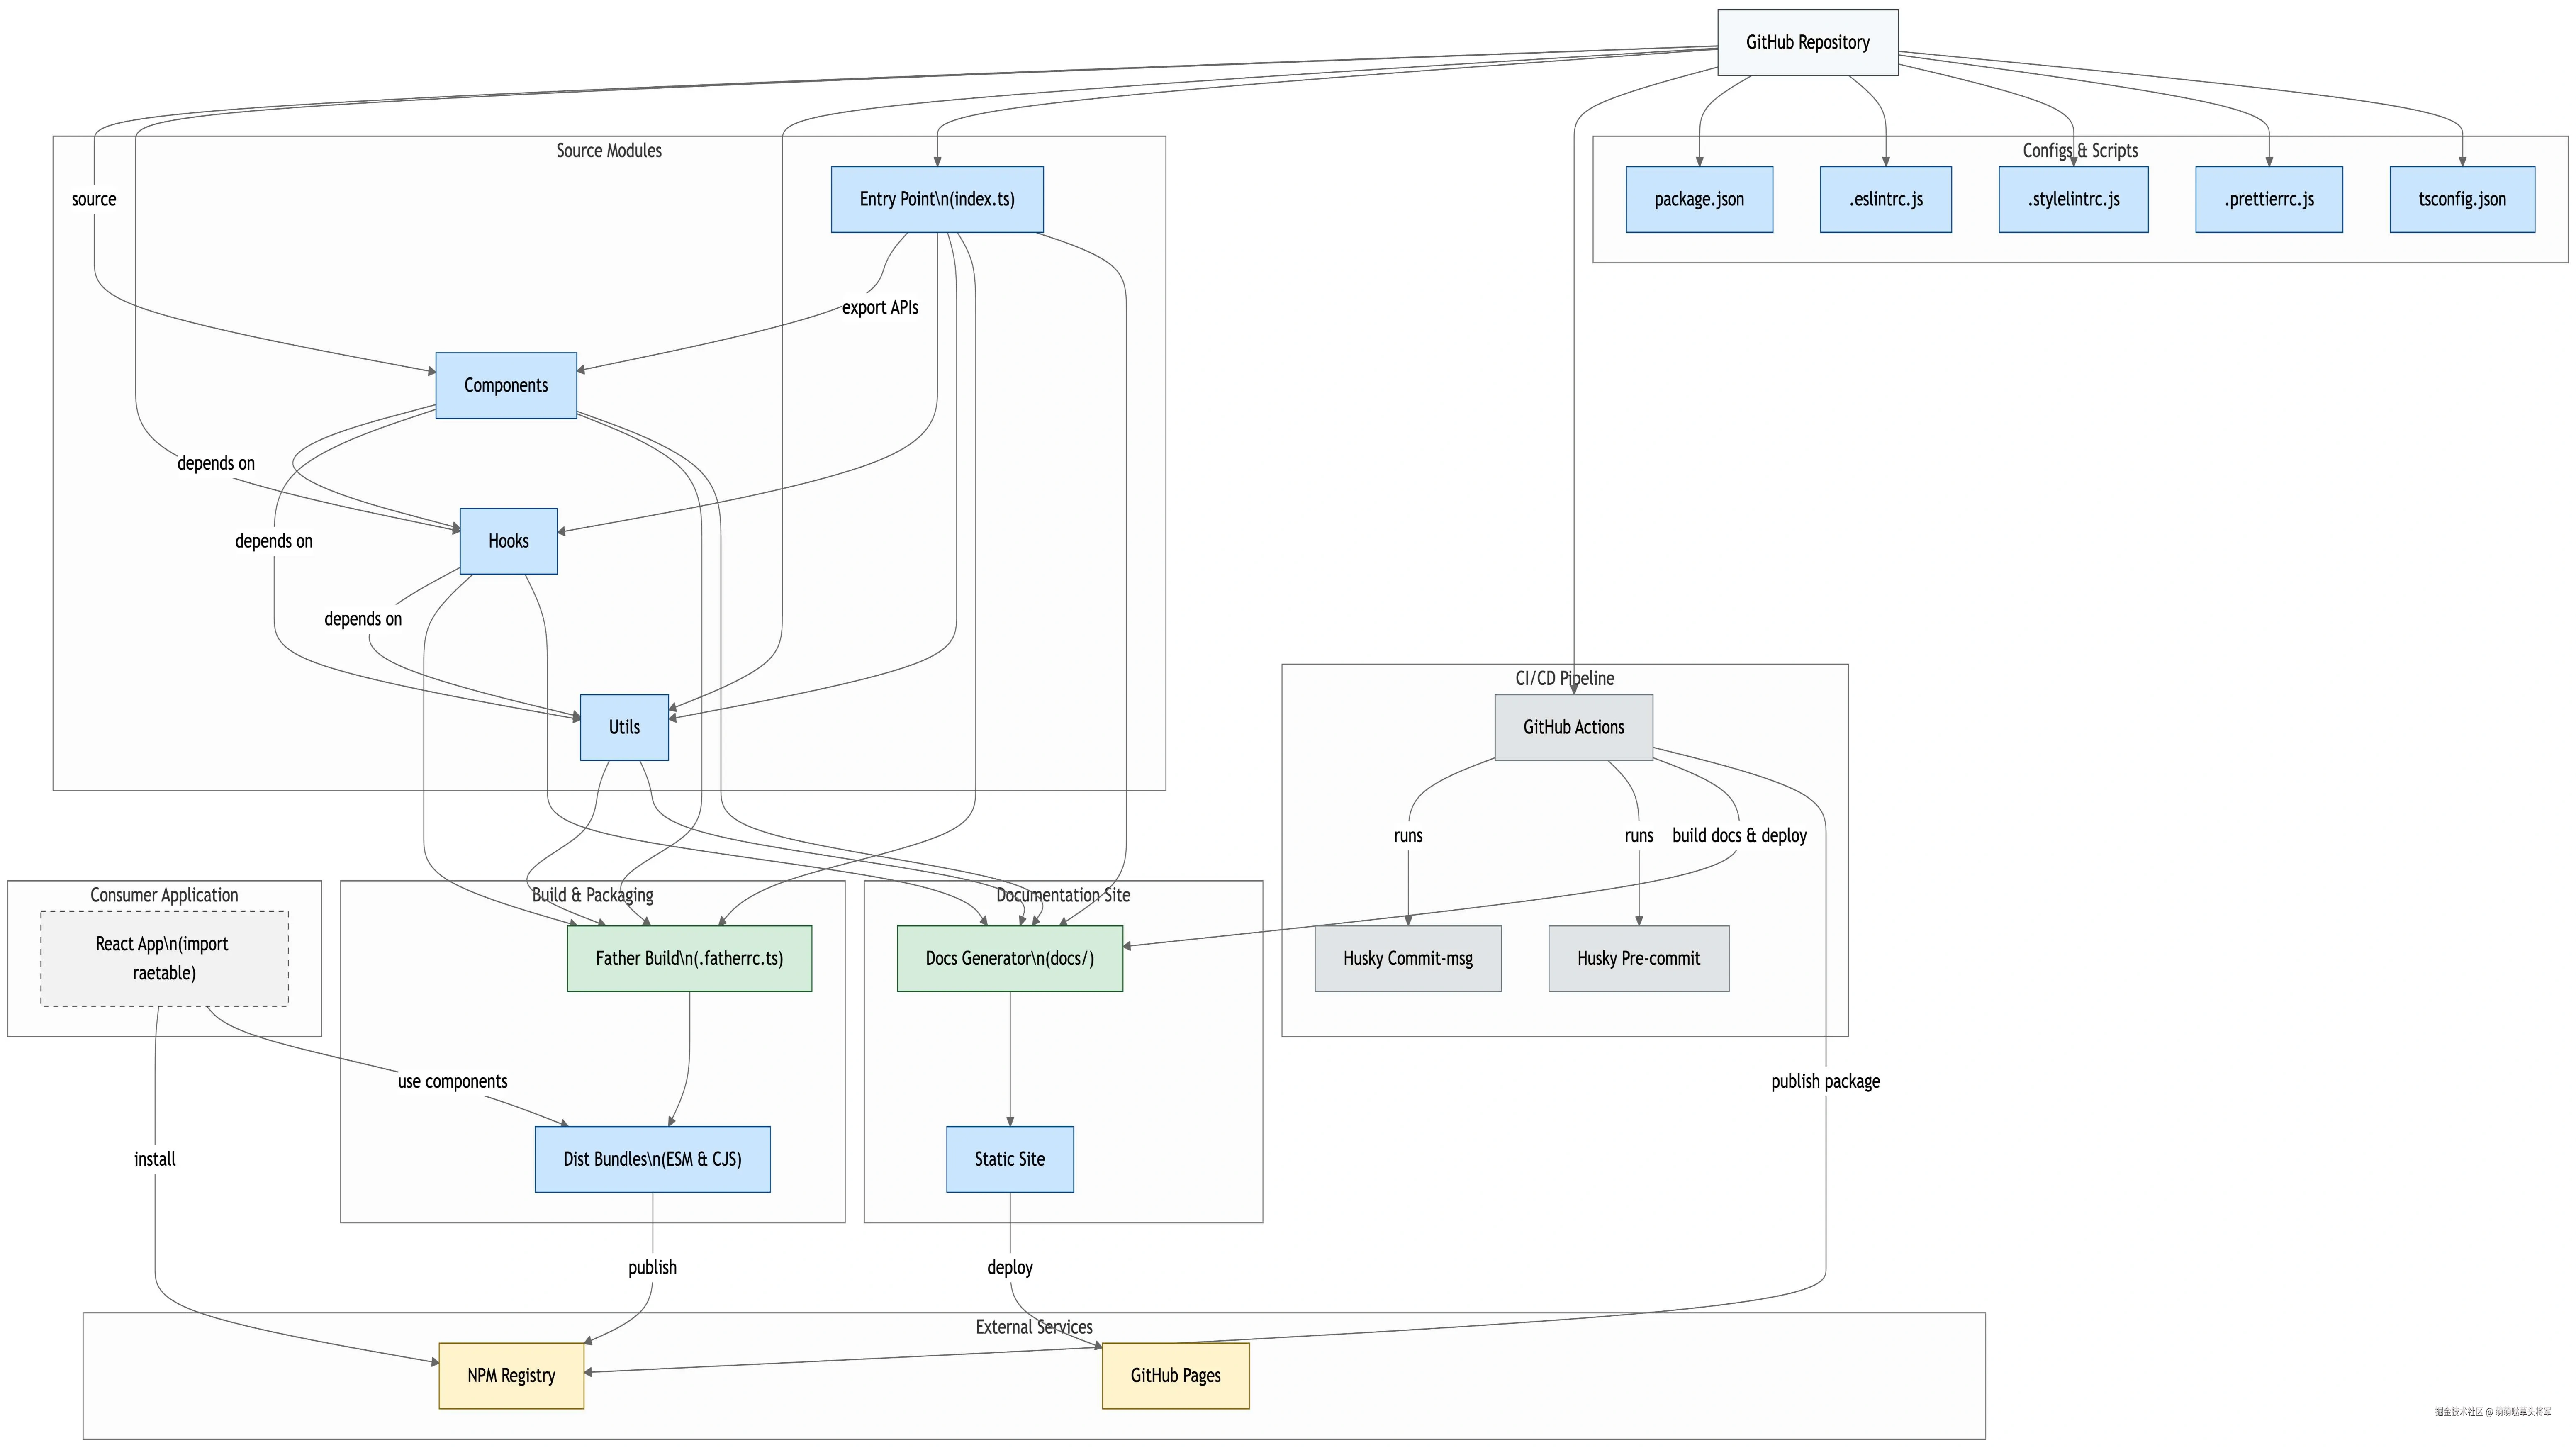 GitHub Repository
Source Modules
Configs & Scripts
source
Entry Point\n(index.ts)
package.json
.eslintrc.js
.stylelintrc.js
.prettierrc.js
tsconfig.json
export APIs
Components
depends on
Hooks
depends on
depends on
CI/CD Pipeline
Utils
GitHub Actions
runs
runs
build docs & deploy
Consumer Application
Build & Packaging
Documentation Site
React App\n(import
raetable)
Father Build\n(.fatherrc.ts)
Docs Generator\n(docs/)
Husky Commit-msg
Husky Pre-commit
use components
publish package
install
Dist Bundles\n(ESM & CJS)
Static Site
publish
deploy
External Services
NPM Registry
GitHub Pages
掘金技术社区 @ 萌萌哒草头将军